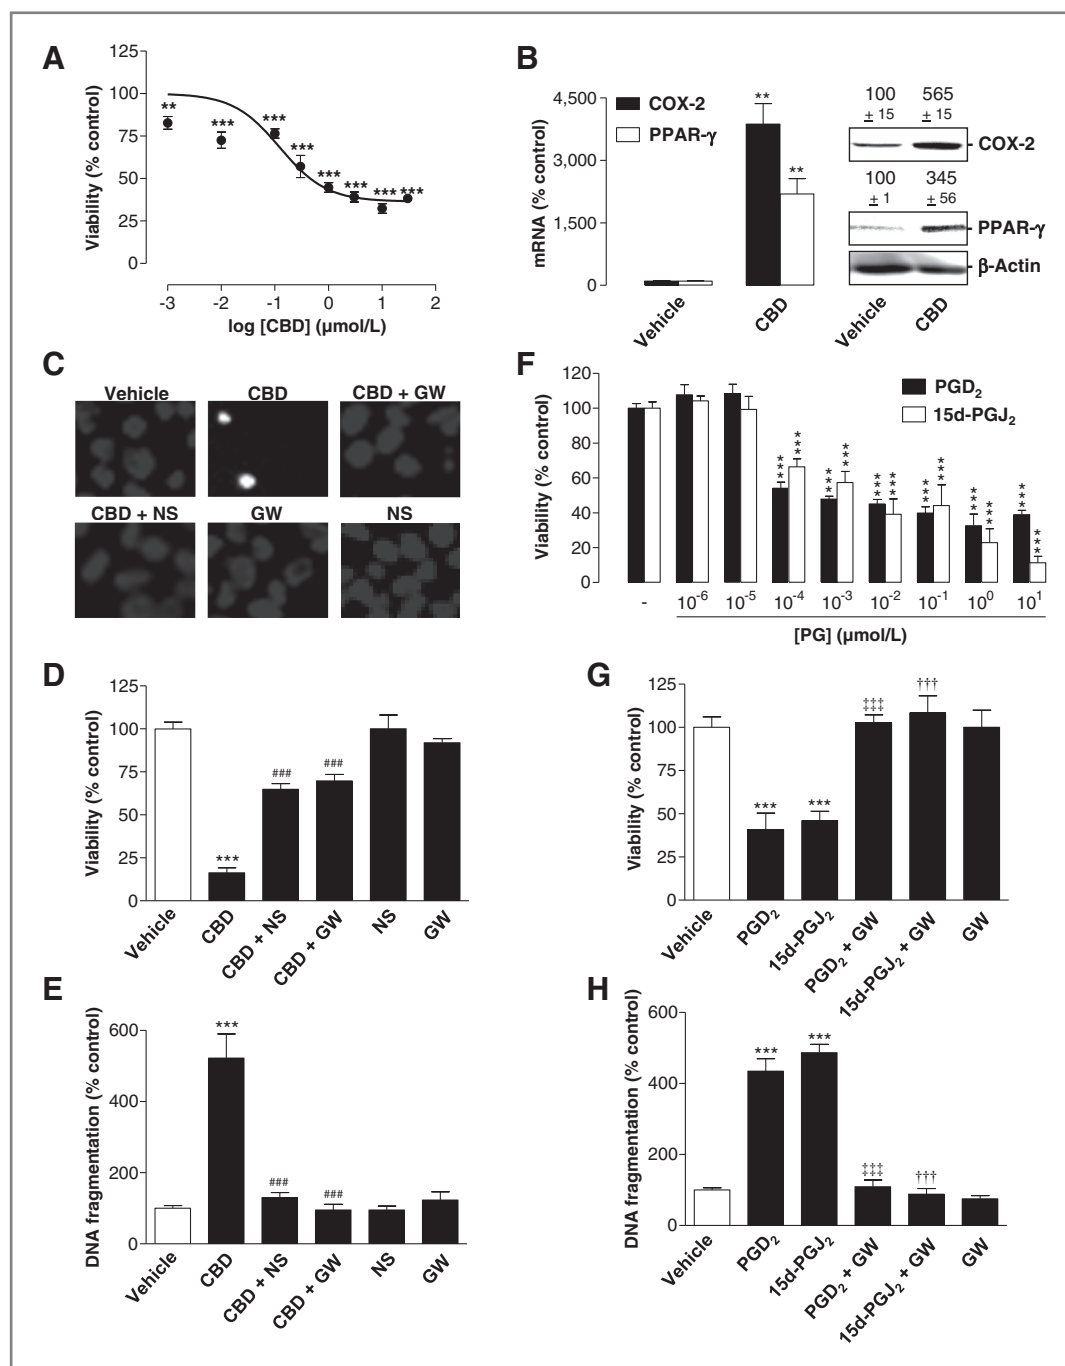 A
125
100
75
50
25
0
Viability (% control)
**
***
***
***
***
***
***
***
-3
-2
-1
0
1
2
log [CBD] (µmol/L)
B
COX-2
PPAR-γ
4,500
3,000
1,500
0
mRNA (% control)
**
**
Vehicle
CBD
100
± 15
565
± 15
COX-2
100
± 1
345
± 56
PPAR-γ
β-Actin
Vehicle
CBD
C
Vehicle
CBD
CBD + GW
CBD + NS
GW
NS
F
120
100
80
60
40
20
0
Viability (% control)
PGD₂
15d-PGJ₂
***
***
***
***
***
***
***
***
***
***
***
***
-
10⁻⁶
10⁻⁵
10⁻⁴
10⁻³
10⁻²
10⁻¹
10⁰
10¹
[PG] (µmol/L)
D
125
100
75
50
25
0
Viability (% control)
***
###
###
Vehicle
CBD
CBD + NS
CBD + GW
NS
GW
G
125
100
75
50
25
0
Viability (% control)
***
***
‡‡‡
†††
Vehicle
PGD₂
15d-PGJ₂
PGD₂ + GW
15d-PGJ₂ + GW
GW
E
600
400
200
0
DNA fragmentation (% control)
***
###
###
Vehicle
CBD
CBD + NS
CBD + GW
NS
GW
H
600
400
200
0
DNA fragmentation (% control)
***
***
‡‡‡
†††
Vehicle
PGD₂
15d-PGJ₂
PGD₂ + GW
15d-PGJ₂ + GW
GW